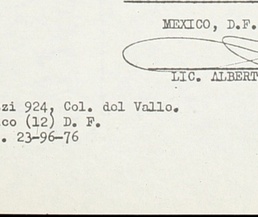 MEXICO, D.F.
LIC. ALBERT
zi 924, Col. dol Vallo.
co (12) D. F.
. 23-96-76